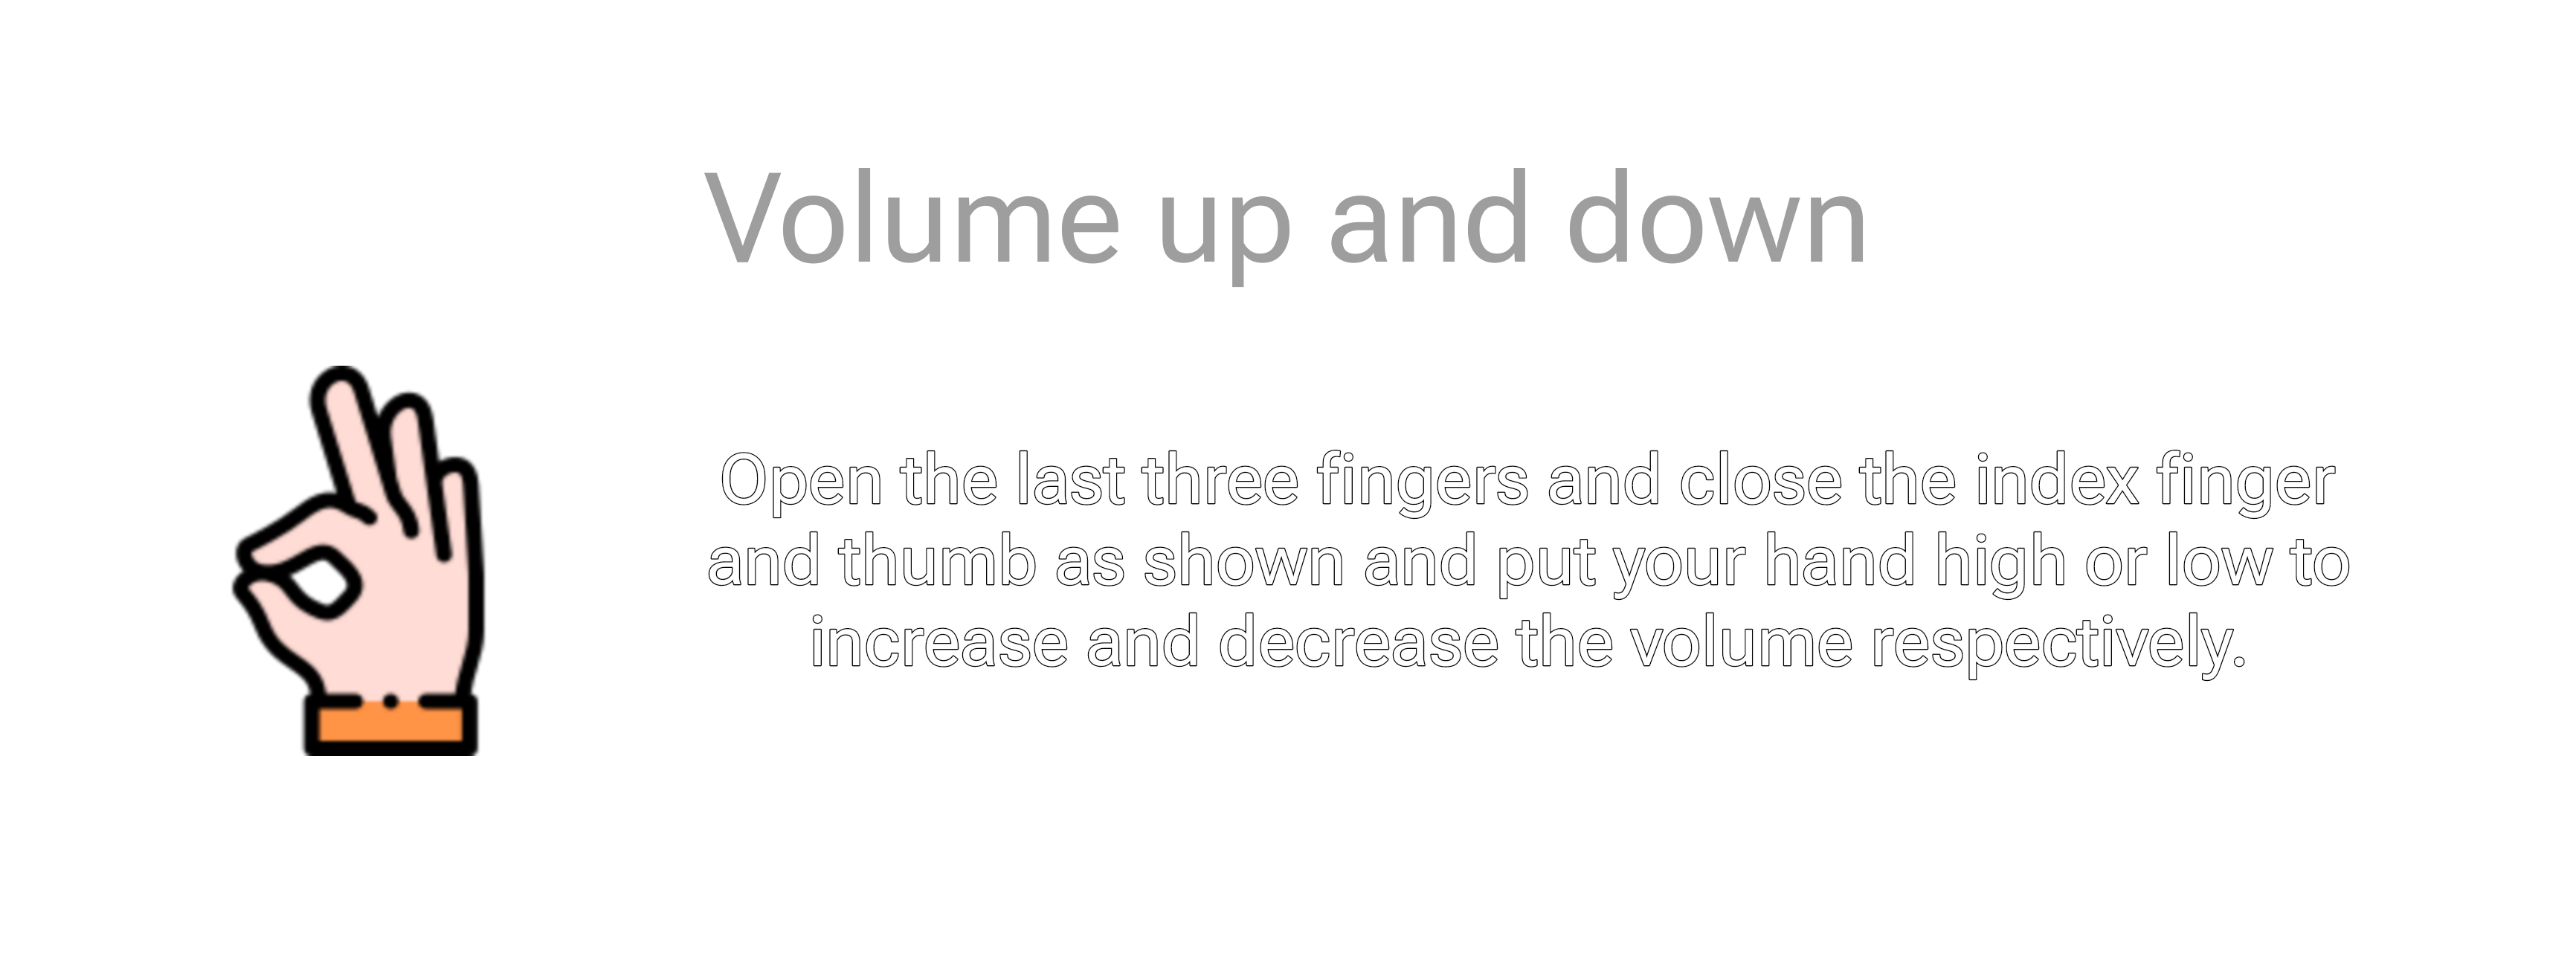 Volume up and down
Open the last three fingers and close the index finger
and thumb as shown and put your hand high or low to
increase and decrease the volume respectively.